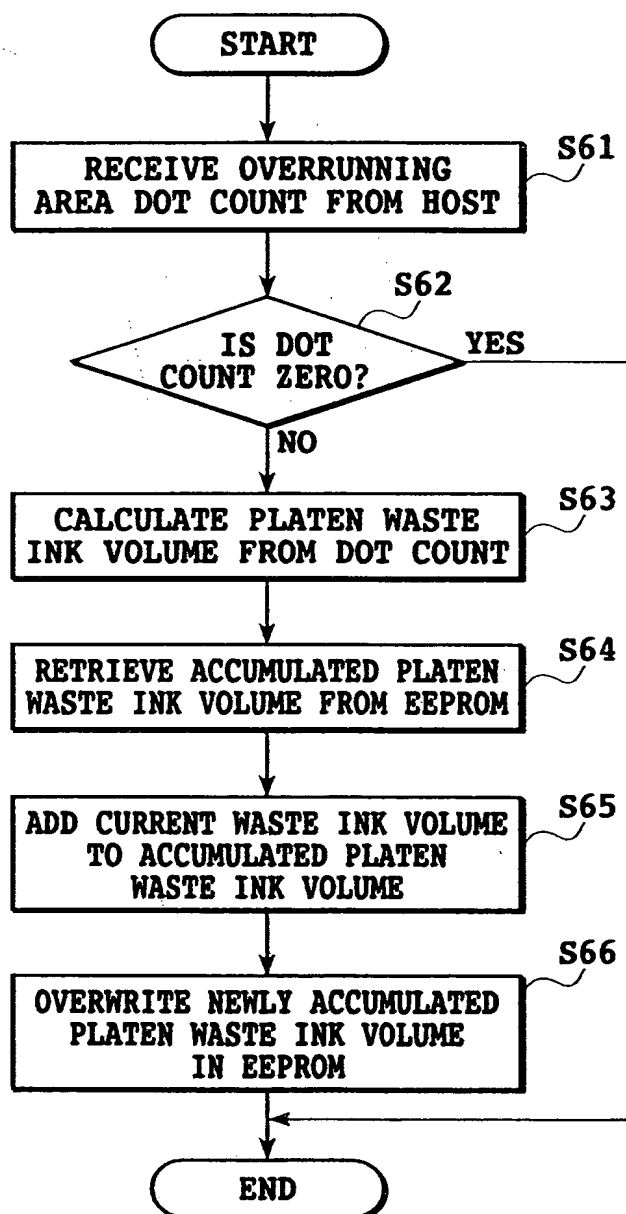 START
S61
RECEIVE OVERRUNNING
AREA DOT COUNT FROM HOST
S62
IS DOT
COUNT ZERO?
YES
NO
S63
CALCULATE PLATEN WASTE
INK VOLUME FROM DOT COUNT
S64
RETRIEVE ACCUMULATED PLATEN
WASTE INK VOLUME FROM EEPROM
S65
ADD CURRENT WASTE INK VOLUME
TO ACCUMULATED PLATEN
WASTE INK VOLUME
S66
OVERWRITE NEWLY ACCUMULATED
PLATEN WASTE INK VOLUME
IN EEPROM
END